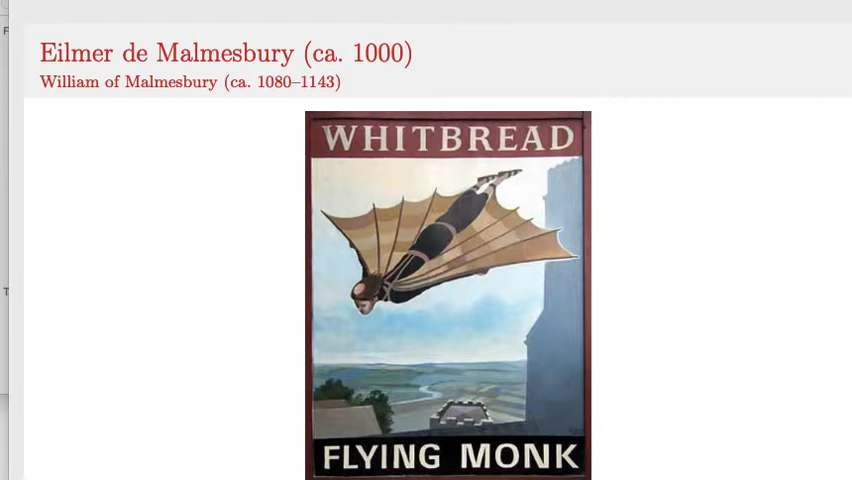 Eilmer de Malmesbury (ca. 1000)
William of Malmesbury (ca. 1080–1143)
WHITBREAD
FLYING MONK